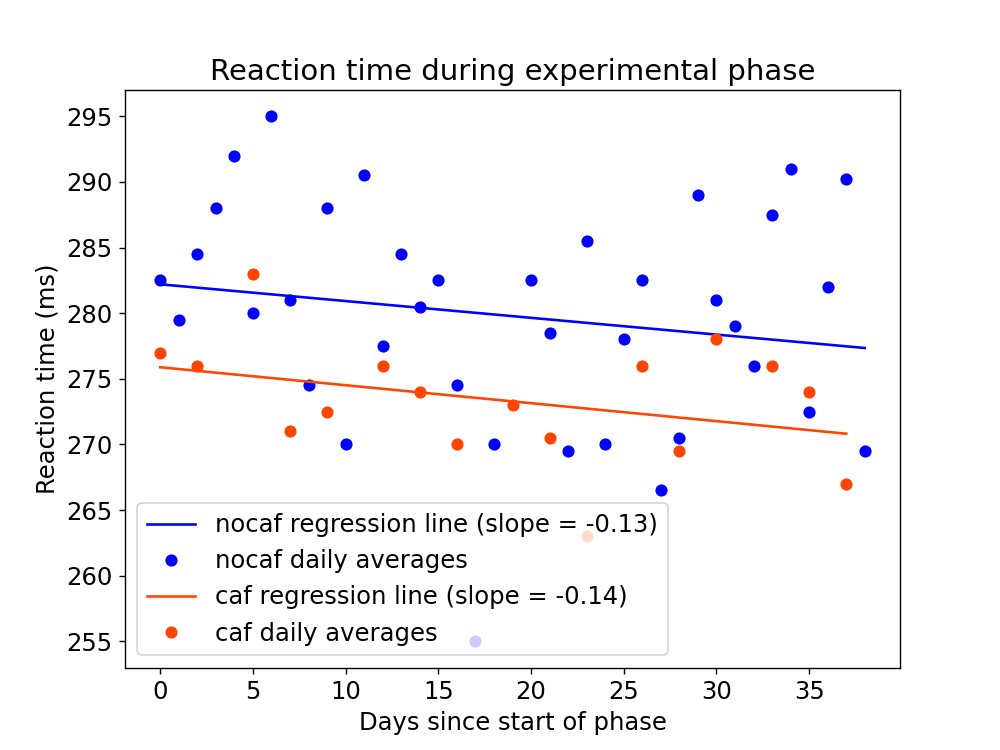 Reaction time during experimental phase
295
290
285
280
275
270
265
260
255
Reaction time (ms)
nocaf regression line (slope = -0.13)
nocaf daily averages
caf regression line (slope = -0.14)
caf daily averages
0 5 10 15 20 25 30 35
Days since start of phase